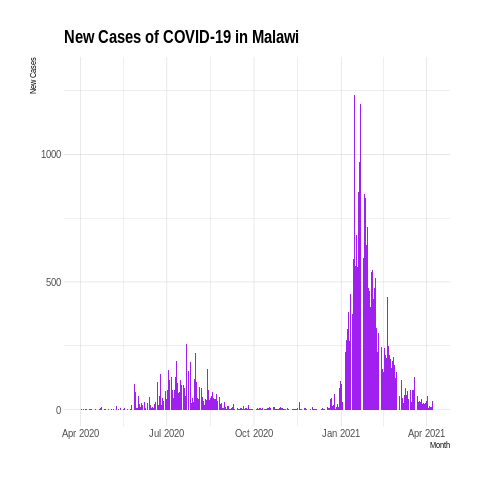 New Cases of COVID-19 in Malawi
New Cases
1000
500
0
Apr 2020 Jul 2020 Oct 2020 Jan 2021 Apr 2021
Month